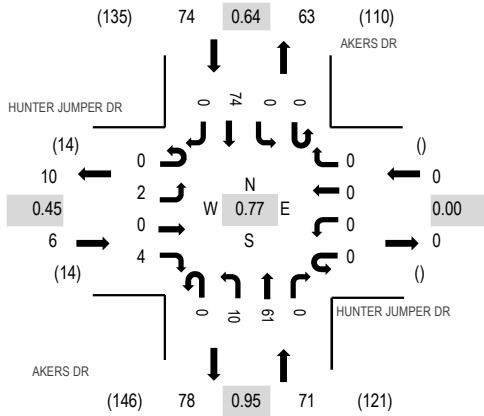 (135) 74 0.64 63 (110)
AKERS DR
0 74 0 0
HUNTER JUMPER DR
(14) 0 0 ()
10 0 0
2 0
N
0.45 W 0.77 E 0.00
0 0
S
6 4 0 0
(14) ()
0 10 61 0
HUNTER JUMPER DR
AKERS DR
(146) 78 0.95 71 (121)